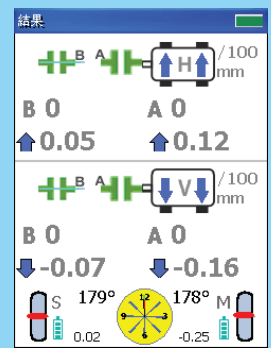 結果
B A H /100
mm
B 0 A 0
0.05 0.12
B A V /100
mm
B 0 A 0
-0.07 -0.16
S 179° 12 178° M
9 3
6
0.02 -0.25